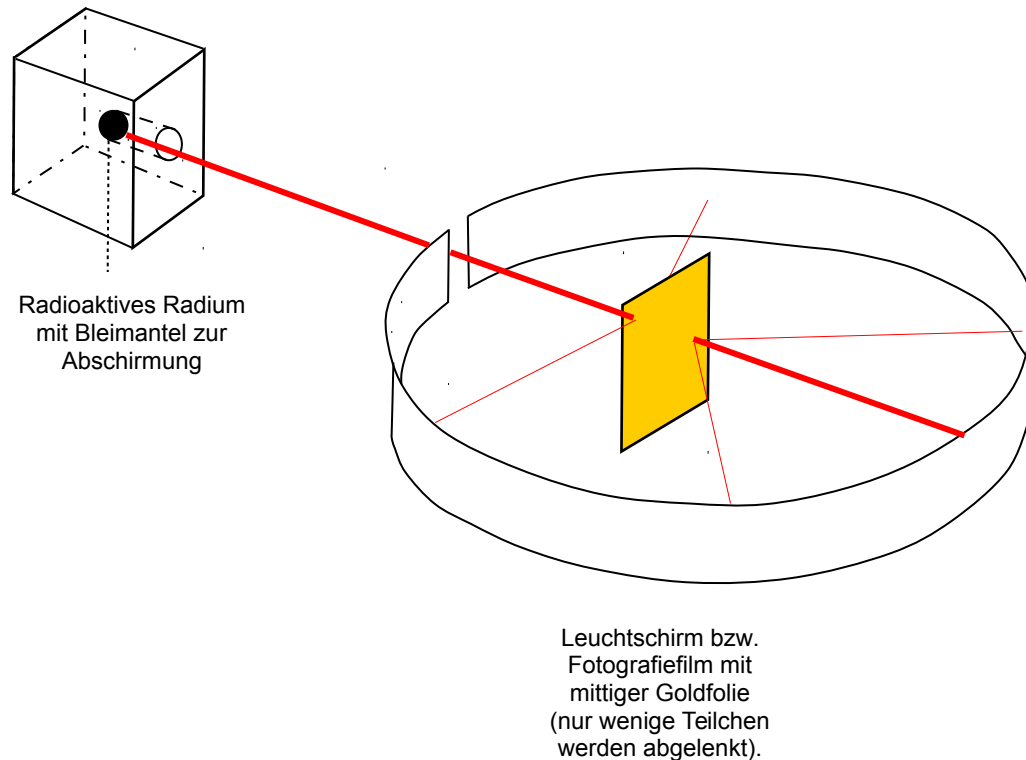 Radioaktives Radium
mit Bleimantel zur
Abschirmung
Leuchtschirm bzw.
Fotografiefilm mit
mittiger Goldfolie
(nur wenige Teilchen
werden abgelenkt).